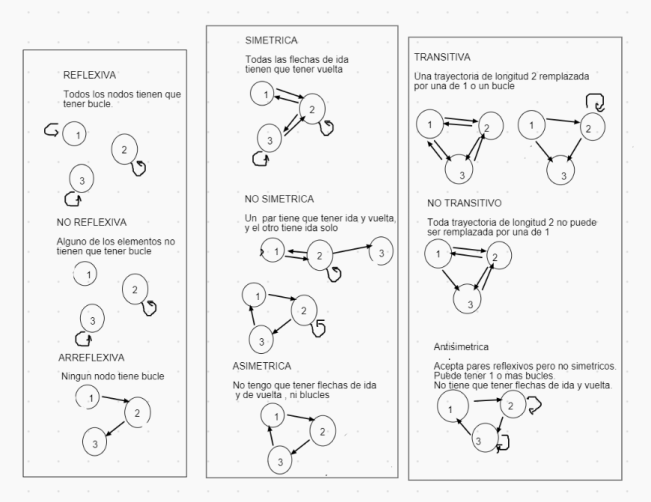 REFLEXIVA
Todos los nodos tienen que
tener bucle.
1
2
3
NO REFLEXIVA
Alguno de los elementos no
tienen que tener bucle
1
2
3
ARREFLEXIVA
Ningun nodo tiene bucle
1
2
3
SIMETRICA
Todas las flechas de ida
tienen que tener vuelta
1
2
3
NO SIMETRICA
Un par tiene que tener ida y vuelta,
y el otro tiene ida solo
1
2
3
1
2
3
ASIMETRICA
No tengo que tener flechas de ida
y de vuelta , ni blucles
1
2
3
TRANSITIVA
Una trayectoria de longitud 2 remplazada
por una de 1 o un bucle
1
2
3
1
2
3
NO TRANSITIVO
Toda trayectoria de longitud 2 no puede
ser remplazada por una de 1
1
2
3
Antisimetrica
Acepta pares reflexivos pero no simetricos.
Puede tener 1 o mas bucles.
No tiene que tener flechas de ida y vuelta.
1
2
3